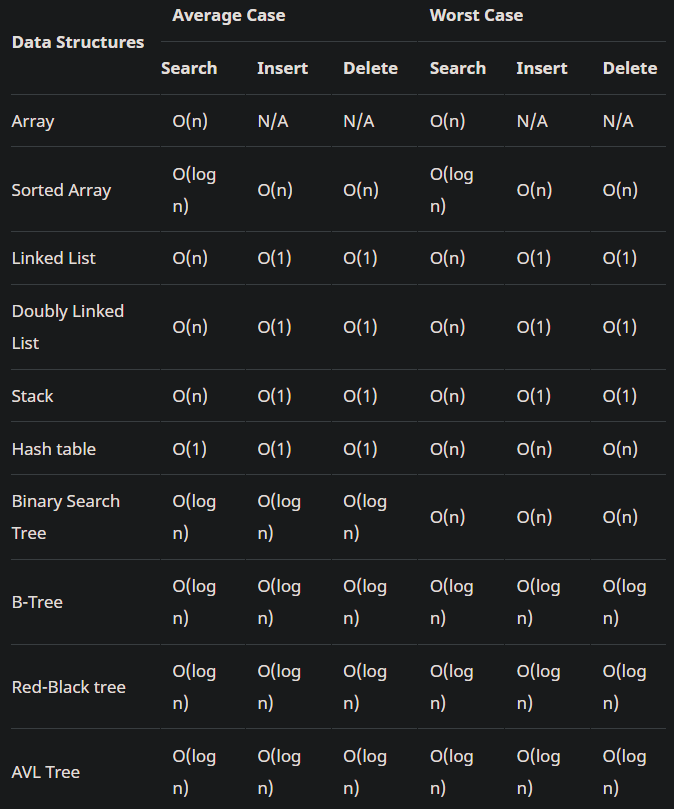 Data Structures Average Case Worst Case
Search Insert Delete Search Insert Delete
Array O(n) N/A N/A O(n) N/A N/A
Sorted Array O(log n) O(n) O(n) O(log n) O(n) O(n)
Linked List O(n) O(1) O(1) O(n) O(1) O(1)
Doubly Linked List O(n) O(1) O(1) O(n) O(1) O(1)
Stack O(n) O(1) O(1) O(n) O(1) O(1)
Hash table O(1) O(1) O(1) O(n) O(n) O(n)
Binary Search Tree O(log n) O(log n) O(log n) O(n) O(n) O(n)
B-Tree O(log n) O(log n) O(log n) O(log n) O(log n) O(log n)
Red-Black tree O(log n) O(log n) O(log n) O(log n) O(log n) O(log n)
AVL Tree O(log n) O(log n) O(log n) O(log n) O(log n) O(log n)